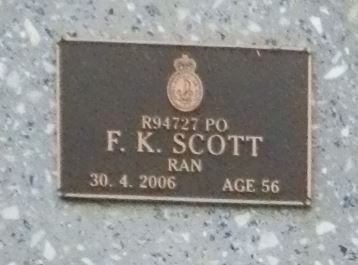 R94727 PO
F. K. SCOTT
RAN
30. 4. 2006 AGE 56